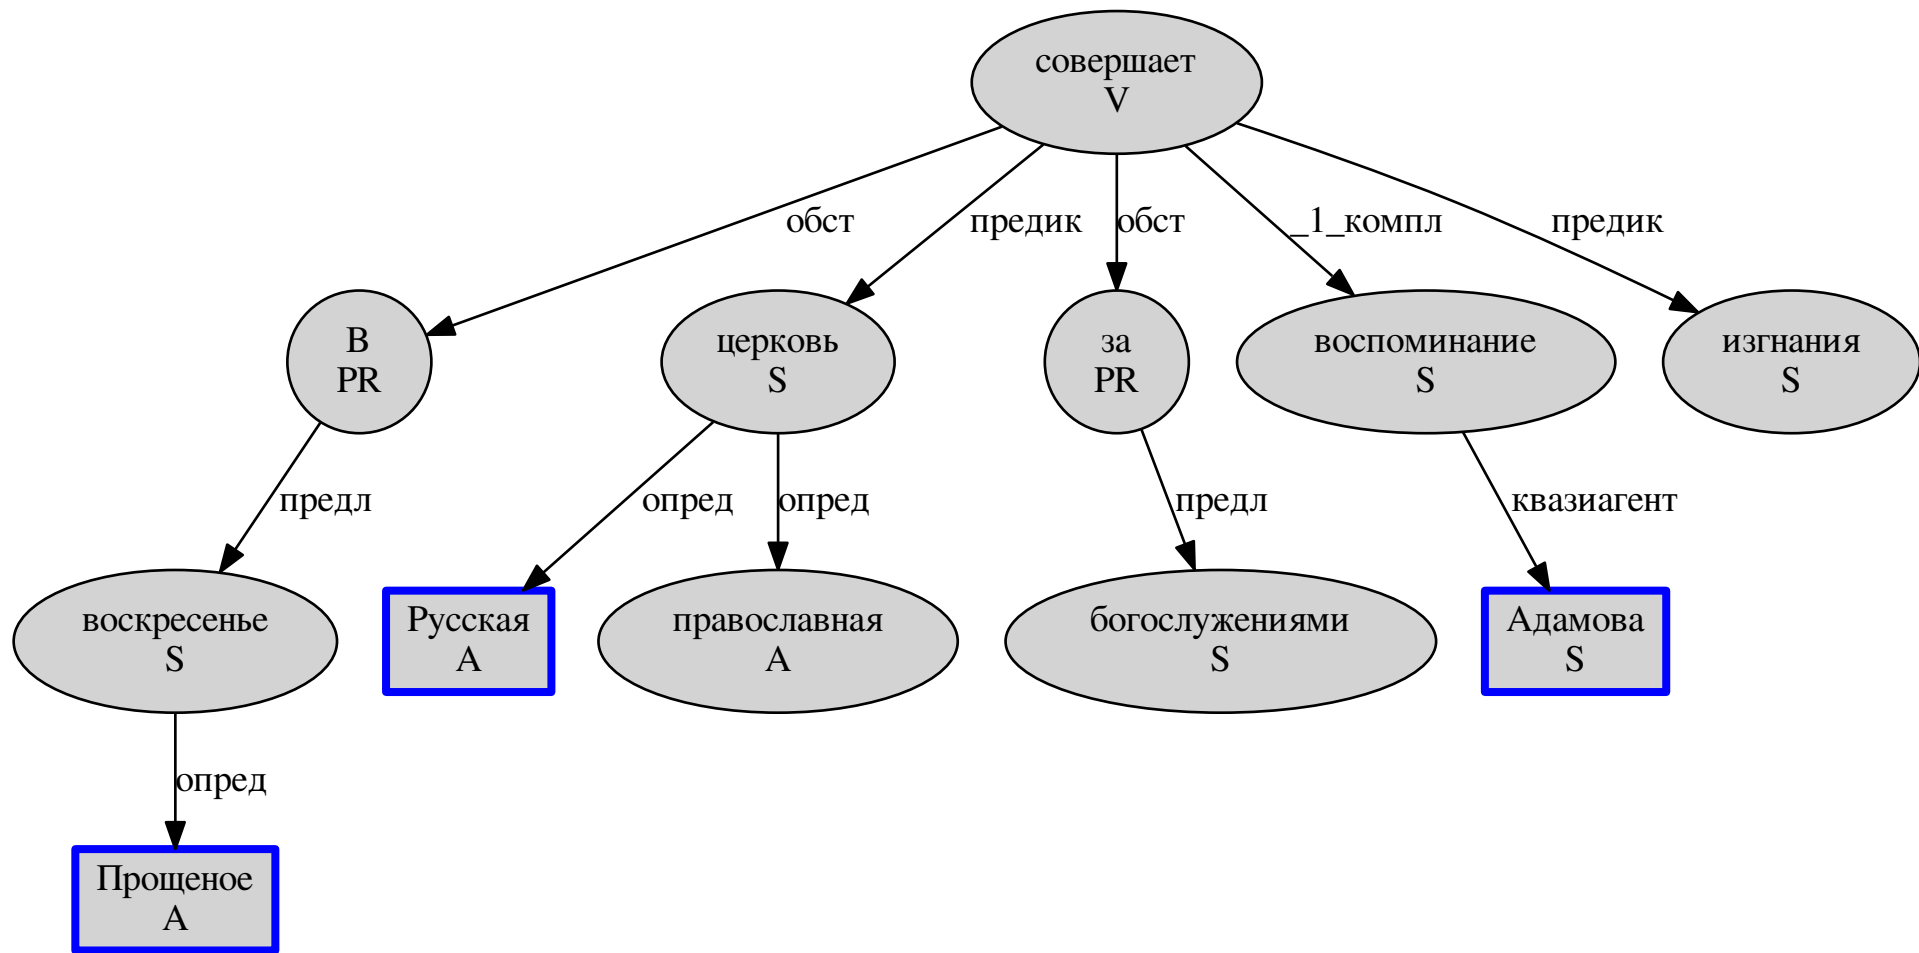 совершает
V
обст
предик
обст
_1_компл
предик
В
PR
церковь
S
за
PR
воспоминание
S
изгнания
S
предл
опред
опред
предл
квазиагент
воскресенье
S
Русская
A
православная
A
богослужениями
S
Адамова
S
опред
Прощеное
A